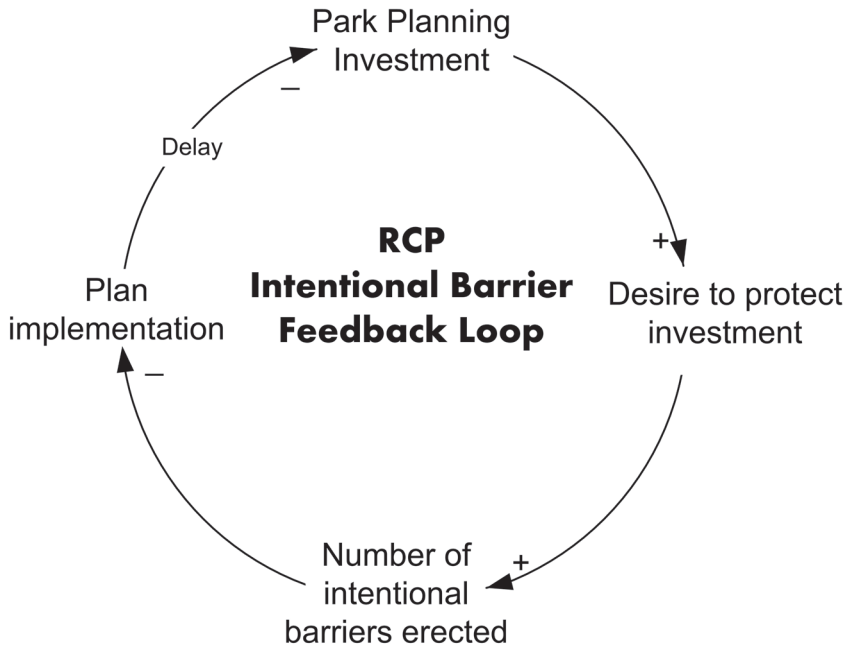 Park Planning
Investment
–
Delay
+
RCP
Intentional Barrier
Feedback Loop
Plan
implementation
Desire to protect
investment
–
Number of
intentional
barriers erected
+